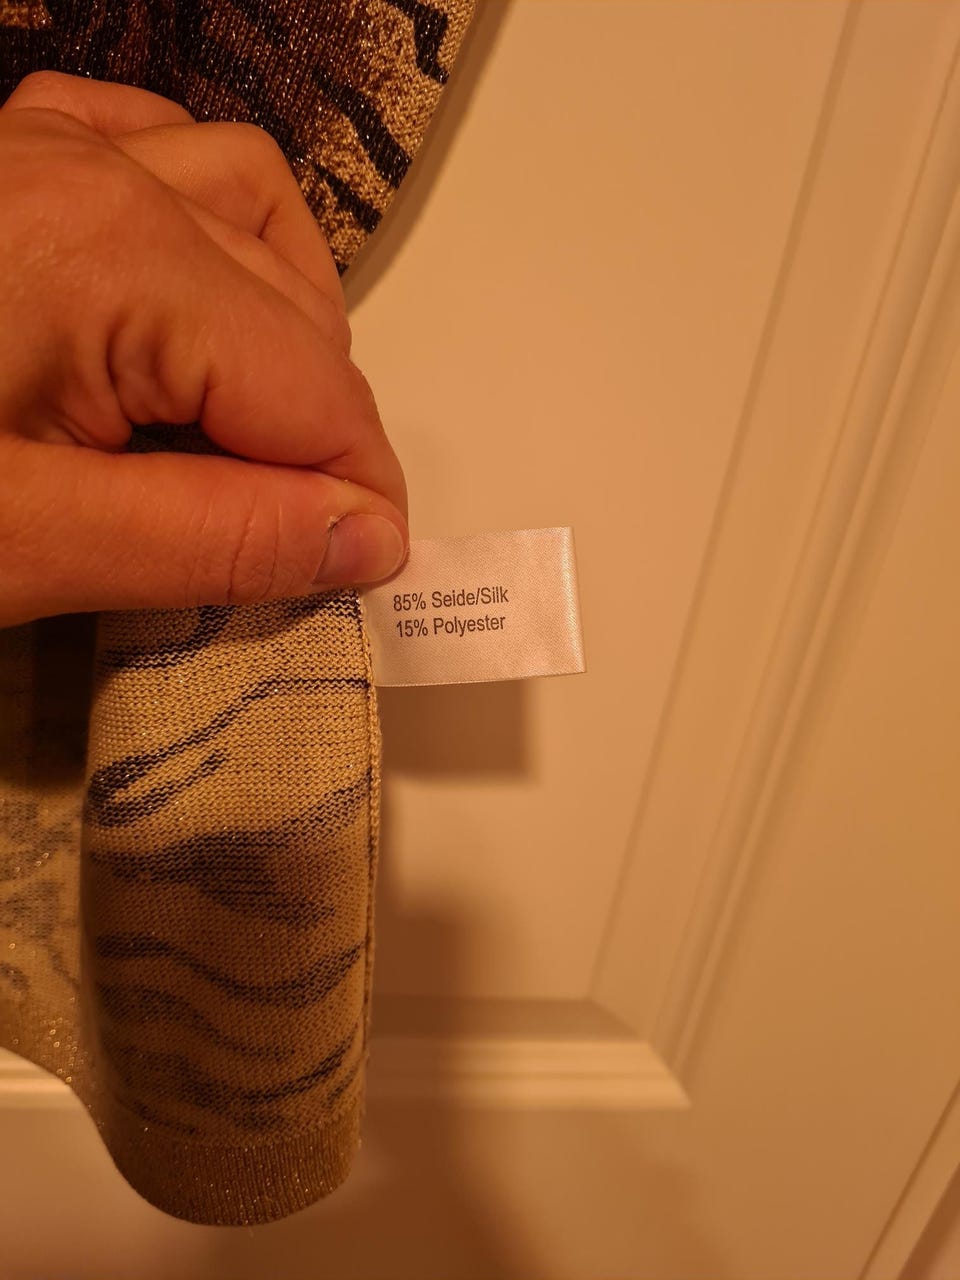 85% Seide/Silk
15% Polyester